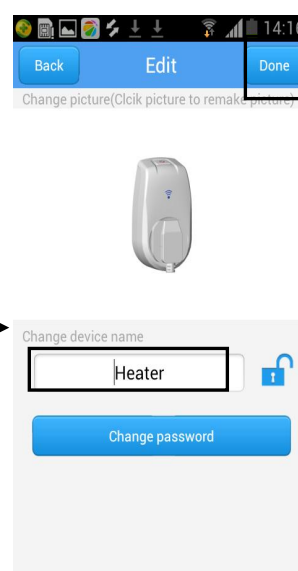 14:10
Back
Edit
Done
Change picture(Clcik picture to remake picture)
Change device name
Heater
Change password